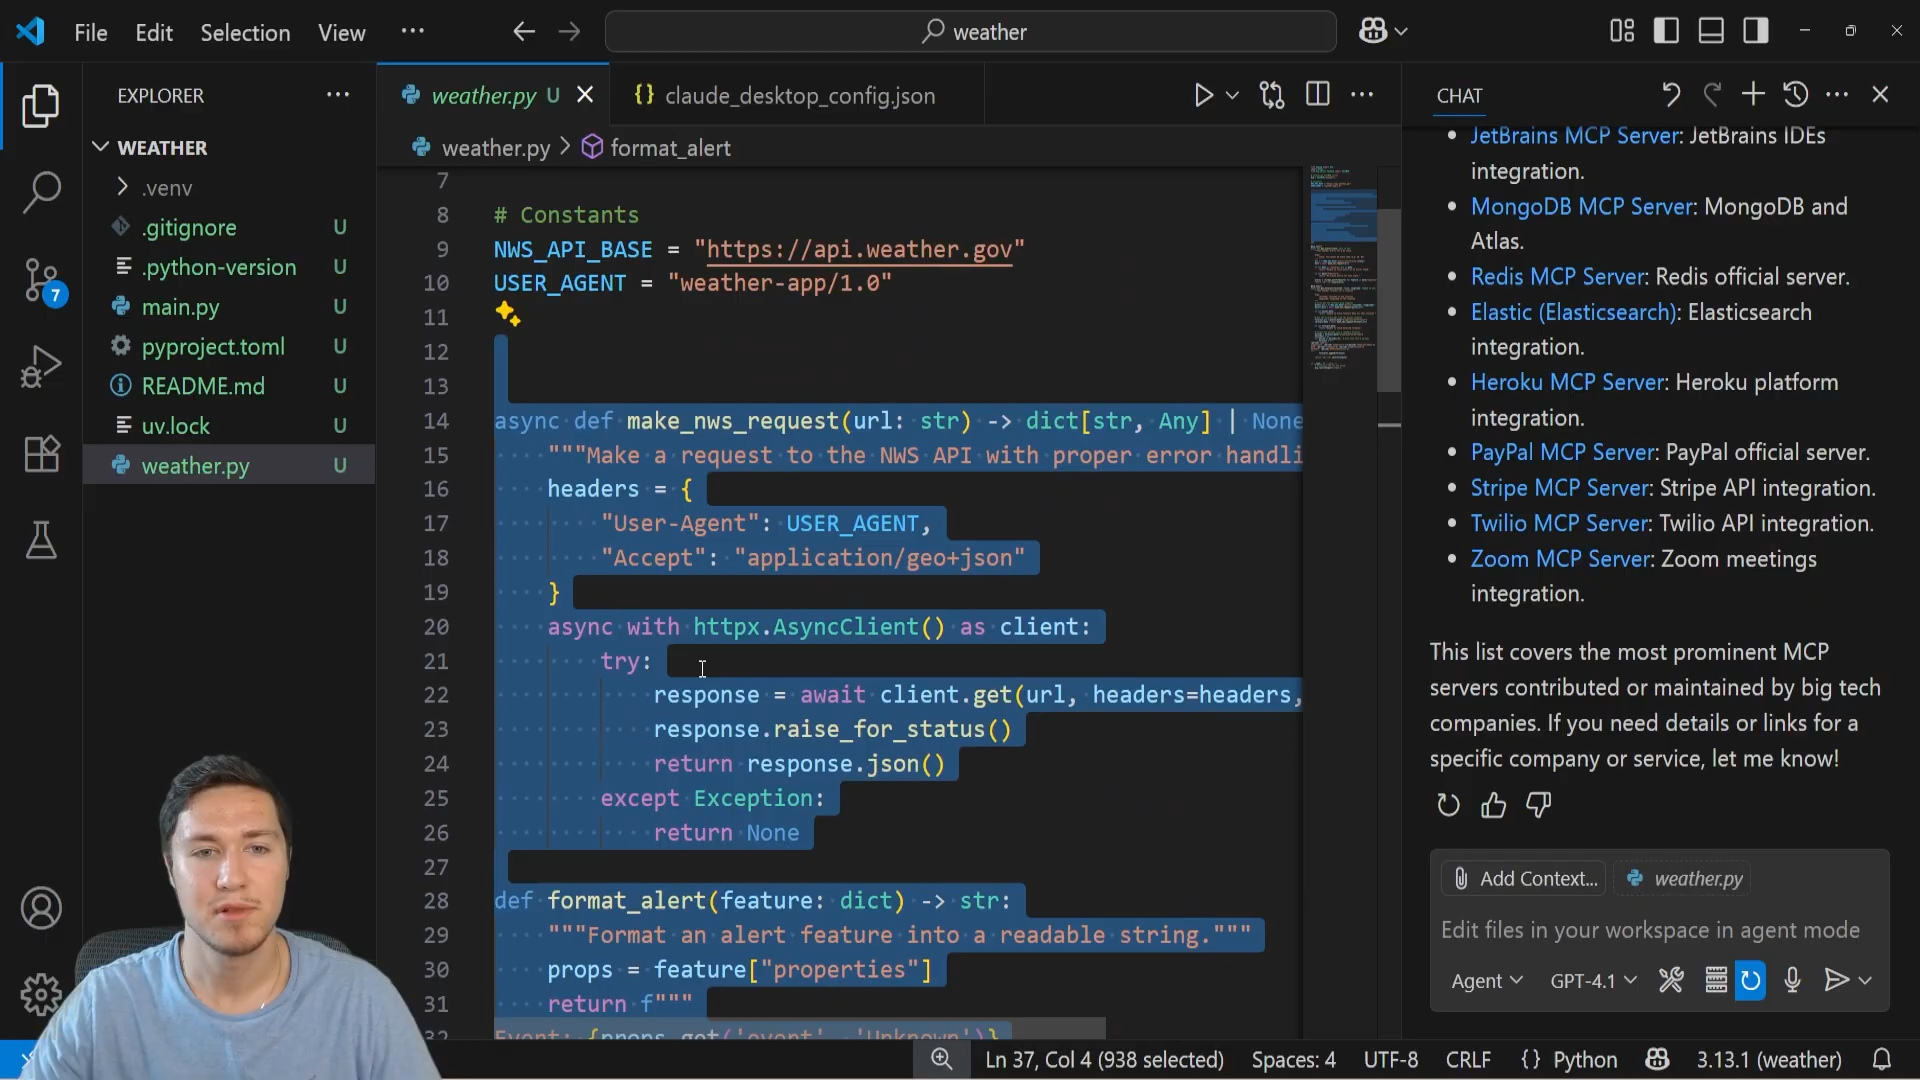 File Edit Selection View ··· weather
EXPLORER ···
WEATHER
.venv
.gitignore U
.python-version U
main.py U
pyproject.toml U
README.md U
uv.lock U
weather.py U
7
weather.py U
claude_desktop_config.json
weather.py > format_alert
7
8 # Constants
9 NWS_API_BASE = "https://api.weather.gov"
10 USER_AGENT = "weather-app/1.0"
11
12
13
14 async def make_nws_request(url: str) -> dict[str, Any] | None
15 """Make a request to the NWS API with proper error handli
16 headers = {
17 "User-Agent": USER_AGENT,
18 "Accept": "application/geo+json"
19 }
20 async with httpx.AsyncClient() as client:
21 try:
22 response = await client.get(url, headers=headers,
23 response.raise_for_status()
24 return response.json()
25 except Exception:
26 return None
27
28 def format_alert(feature: dict) -> str:
29 """Format an alert feature into a readable string."""
30 props = feature["properties"]
31 return f"""
32 Event: {props.get('event', 'Unknown')}
CHAT
JetBrains MCP Server: JetBrains IDEs
integration.
MongoDB MCP Server: MongoDB and
Atlas.
Redis MCP Server: Redis official server.
Elastic (Elasticsearch): Elasticsearch
integration.
Heroku MCP Server: Heroku platform
integration.
PayPal MCP Server: PayPal official server.
Stripe MCP Server: Stripe API integration.
Twilio MCP Server: Twilio API integration.
Zoom MCP Server: Zoom meetings
integration.
This list covers the most prominent MCP
servers contributed or maintained by big tech
companies. If you need details or links for a
specific company or service, let me know!
Add Context... weather.py
Edit files in your workspace in agent mode
Agent GPT-4.1
Ln 37, Col 4 (938 selected) Spaces: 4 UTF-8 CRLF {} Python 3.13.1 (weather)